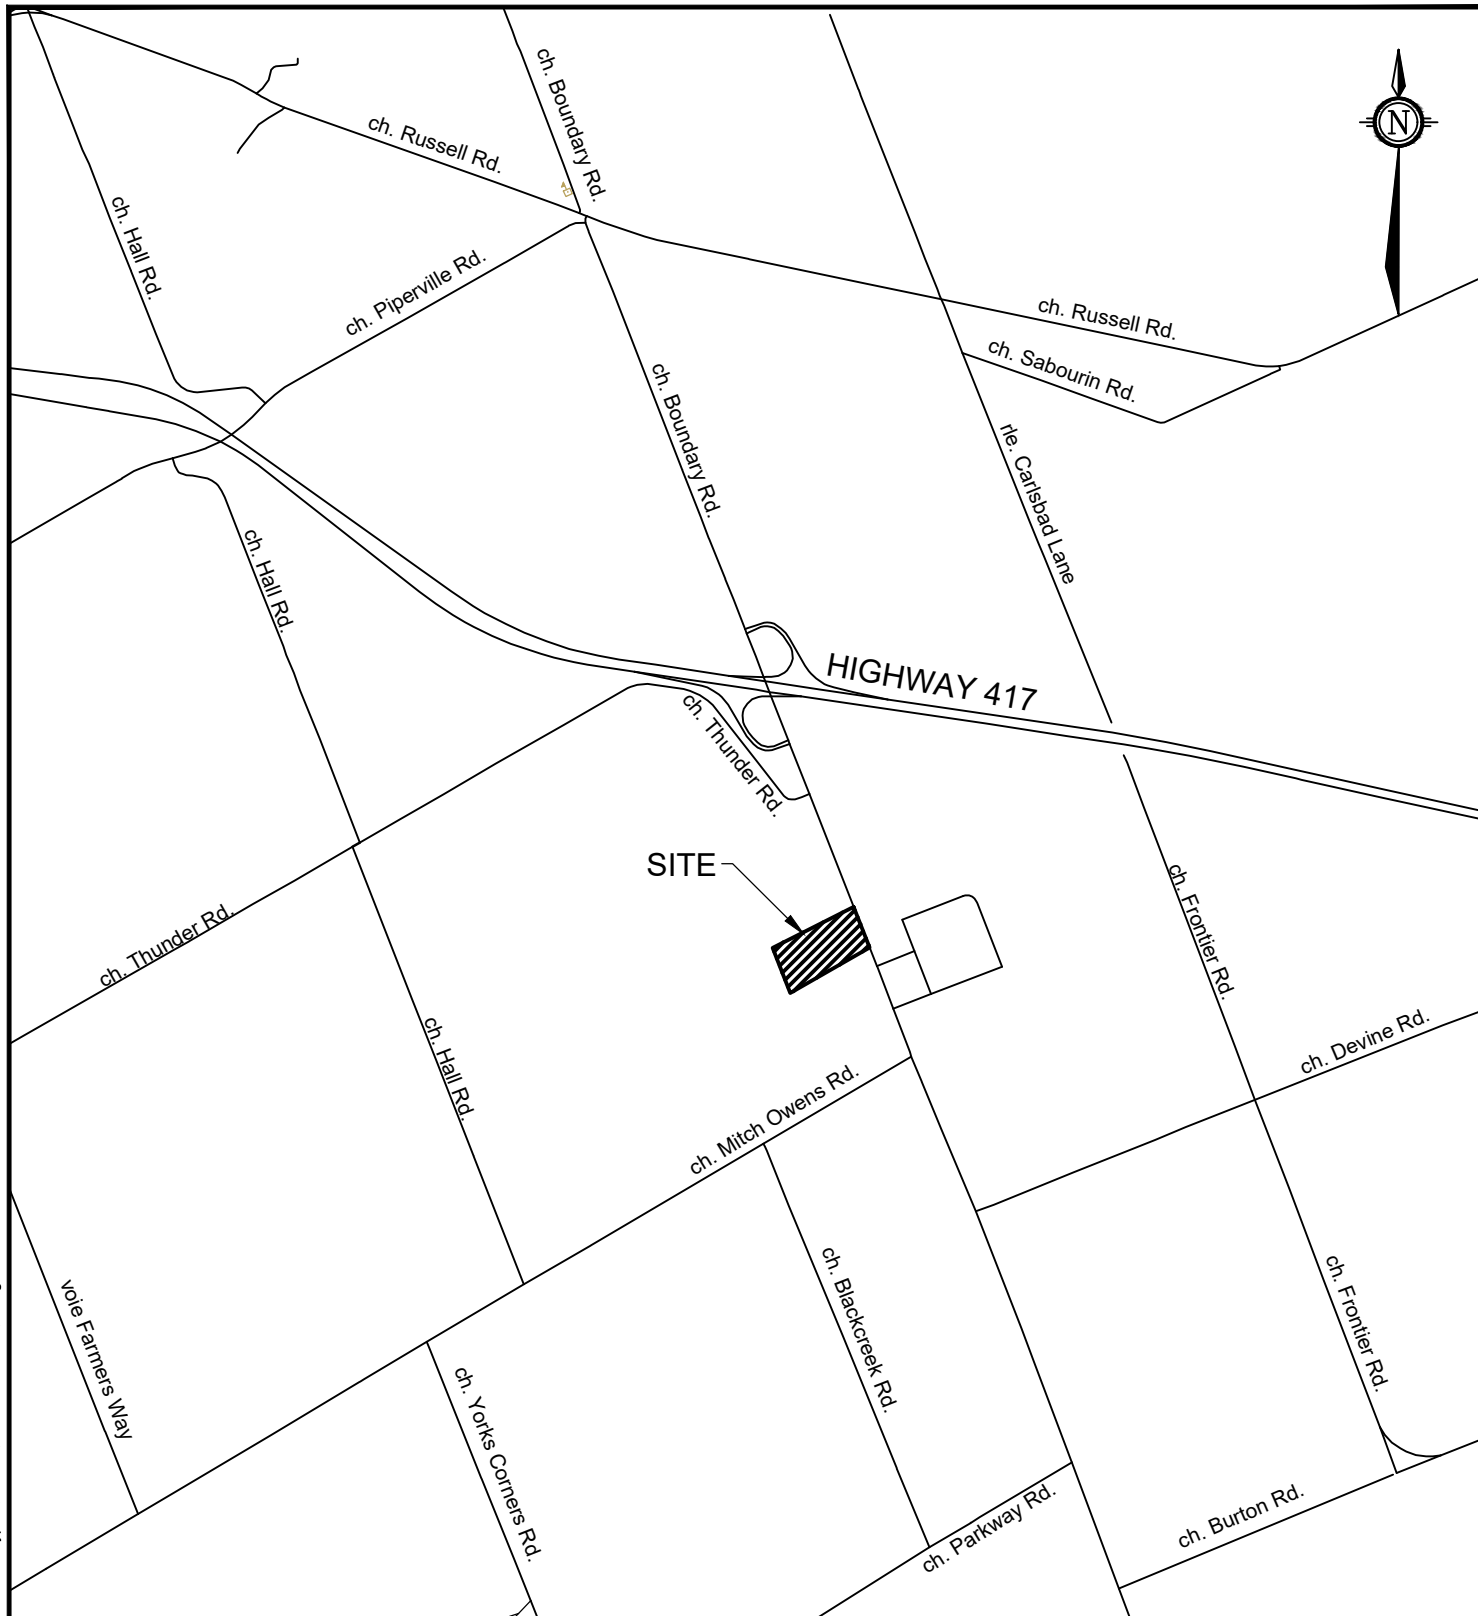 ch. Boundary Rd.
N
ch. Russell Rd.
ch. Hall Rd.
ch. Piperville Rd.
ch. Russell Rd.
ch. Sabourin Rd.
ch. Boundary Rd.
rle. Carlsbad Lane
ch. Hall Rd.
HIGHWAY 417
ch. Thunder Rd.
SITE
ch. Frontier Rd.
ch. Thunder Rd.
ch. Hall Rd.
ch. Devine Rd.
ch. Mitch Owens Rd.
ch. Blackcreek Rd.
ch. Frontier Rd.
voie Farmers Way
ch. Yorks Corners Rd.
ch. Parkway Rd.
ch. Burton Rd.